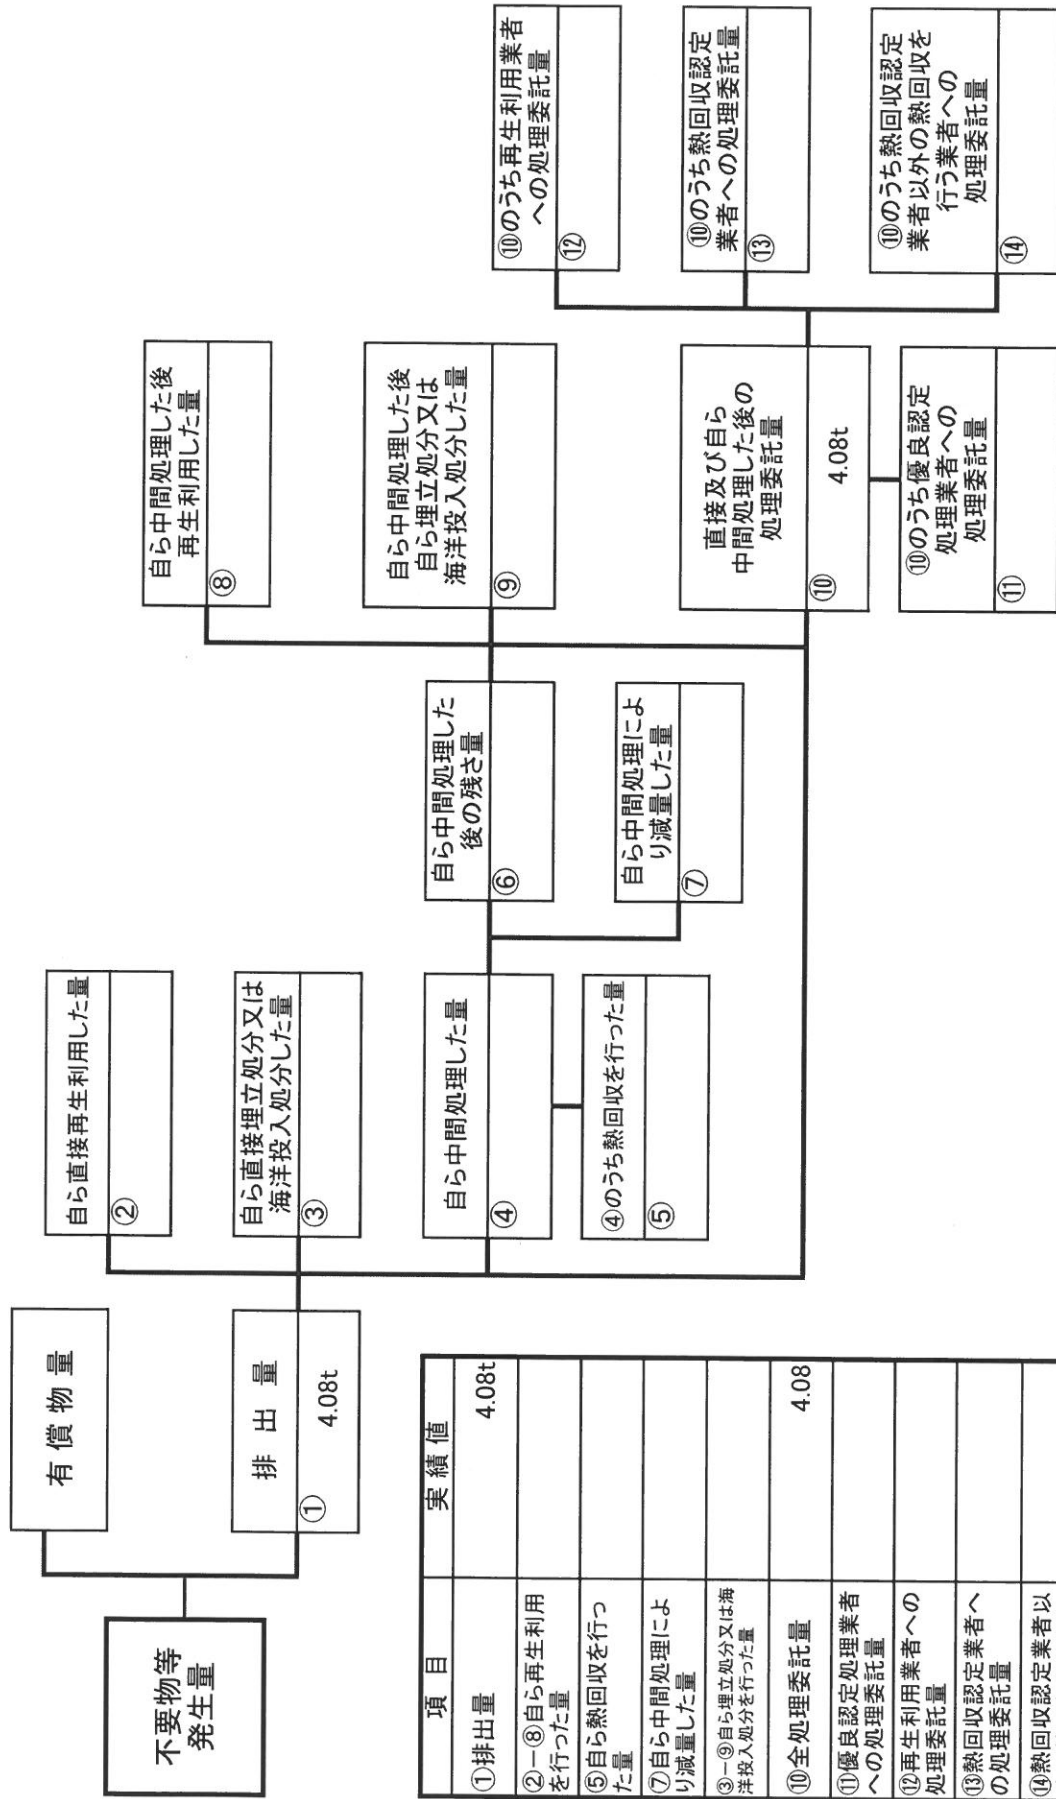 不要物等
発生量
有償物量
排出量
① 4.08t
自ら直接再生利用した量
②
自ら直接埋立処分又は
海洋投入処分した量
③
自ら中間処理した量
④
④のうち熱回収を行った量
⑤
自ら中間処理した
後の残さ量
⑥
自ら中間処理によ
り減量した量
⑦
自ら中間処理した後
再生利用した量
⑧
自ら中間処理した後
自ら埋立処分又は
海洋投入処分した量
⑨
直接及び自ら
中間処理した後の
処理委託量
⑩ 4.08t
⑩のうち優良認定
処理業者への
処理委託量
⑪
⑩のうち再生利用業者
への処理委託量
⑫
⑩のうち熱回収認定
業者への処理委託量
⑬
⑩のうち熱回収認定
業者以外の熱回収を
行う業者への
処理委託量
⑭
項目 実績値
①排出量 4.08t
②－⑧自ら再生利用
を行った量
⑤自ら熱回収を行っ
た量
⑦自ら中間処理によ
り減量した量
③－⑨自ら埋立処分又は海
洋投入処分を行った量
⑩全処理委託量 4.08
⑪優良認定処理業者
への処理委託量
⑫再生利用業者への
処理委託量
⑬熱回収認定業者へ
の処理委託量
⑭熱回収認定業者以